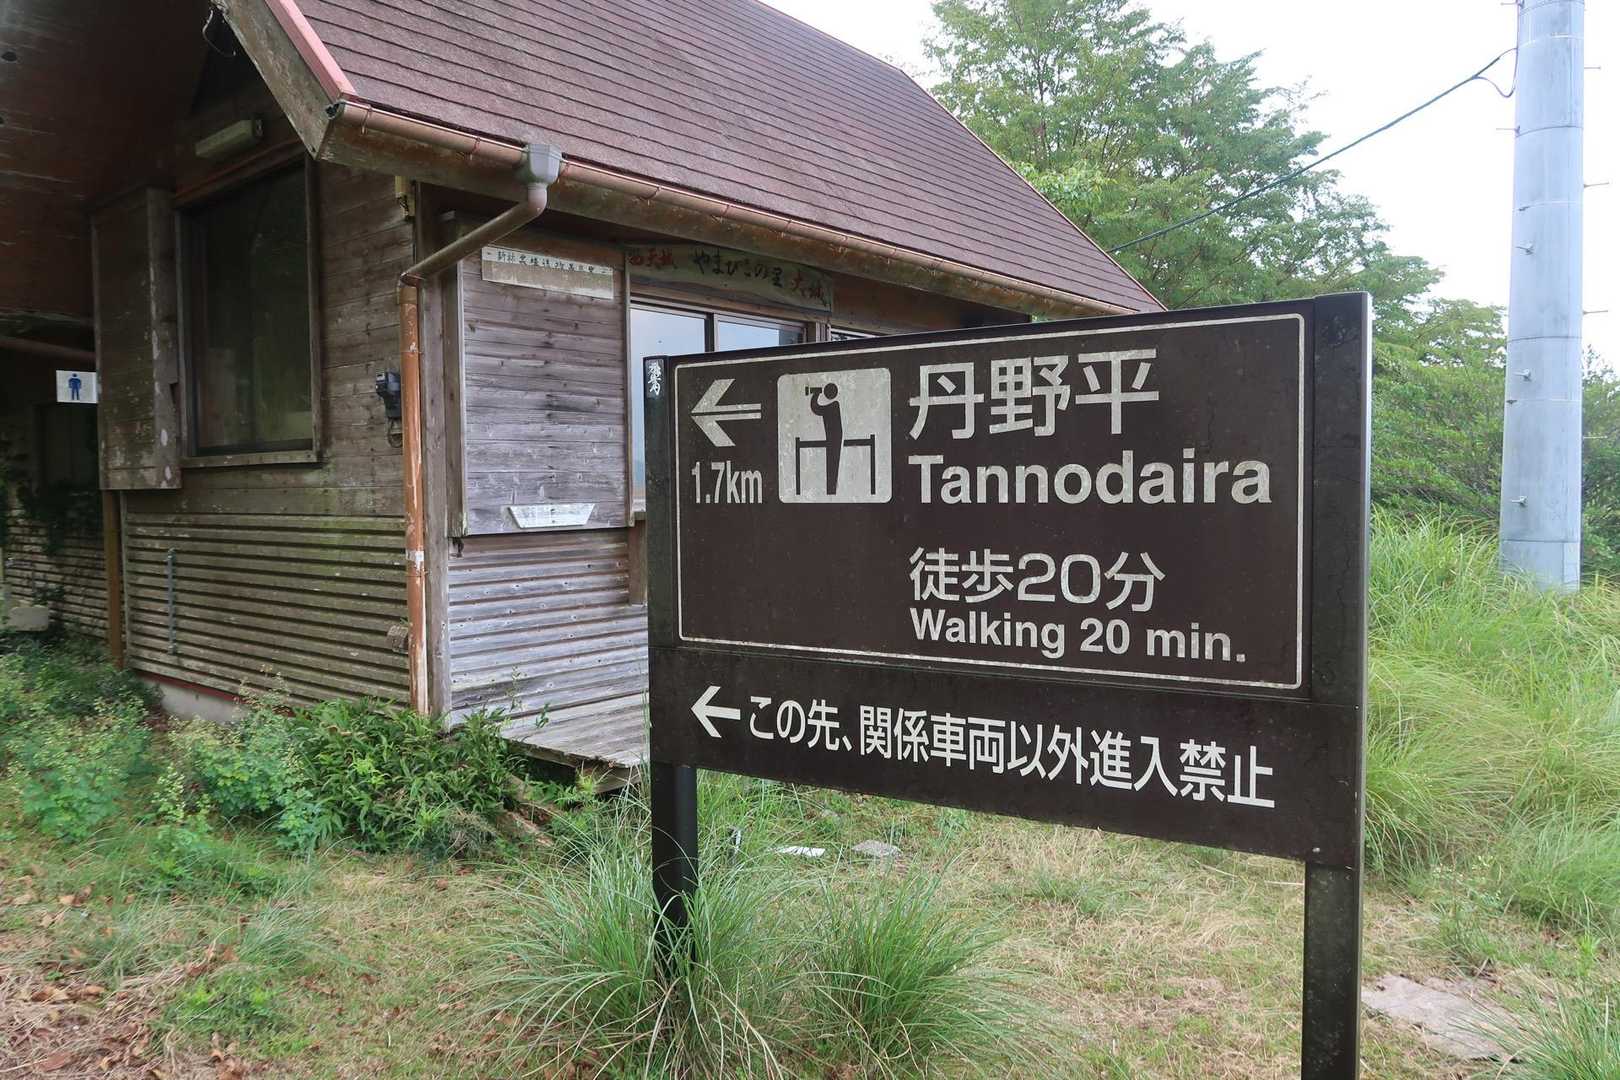 丹野平
1.7km
Tannodaira
徒歩20分
Walking 20 min.
←この先、関係車両以外進入禁止
やまびこの里